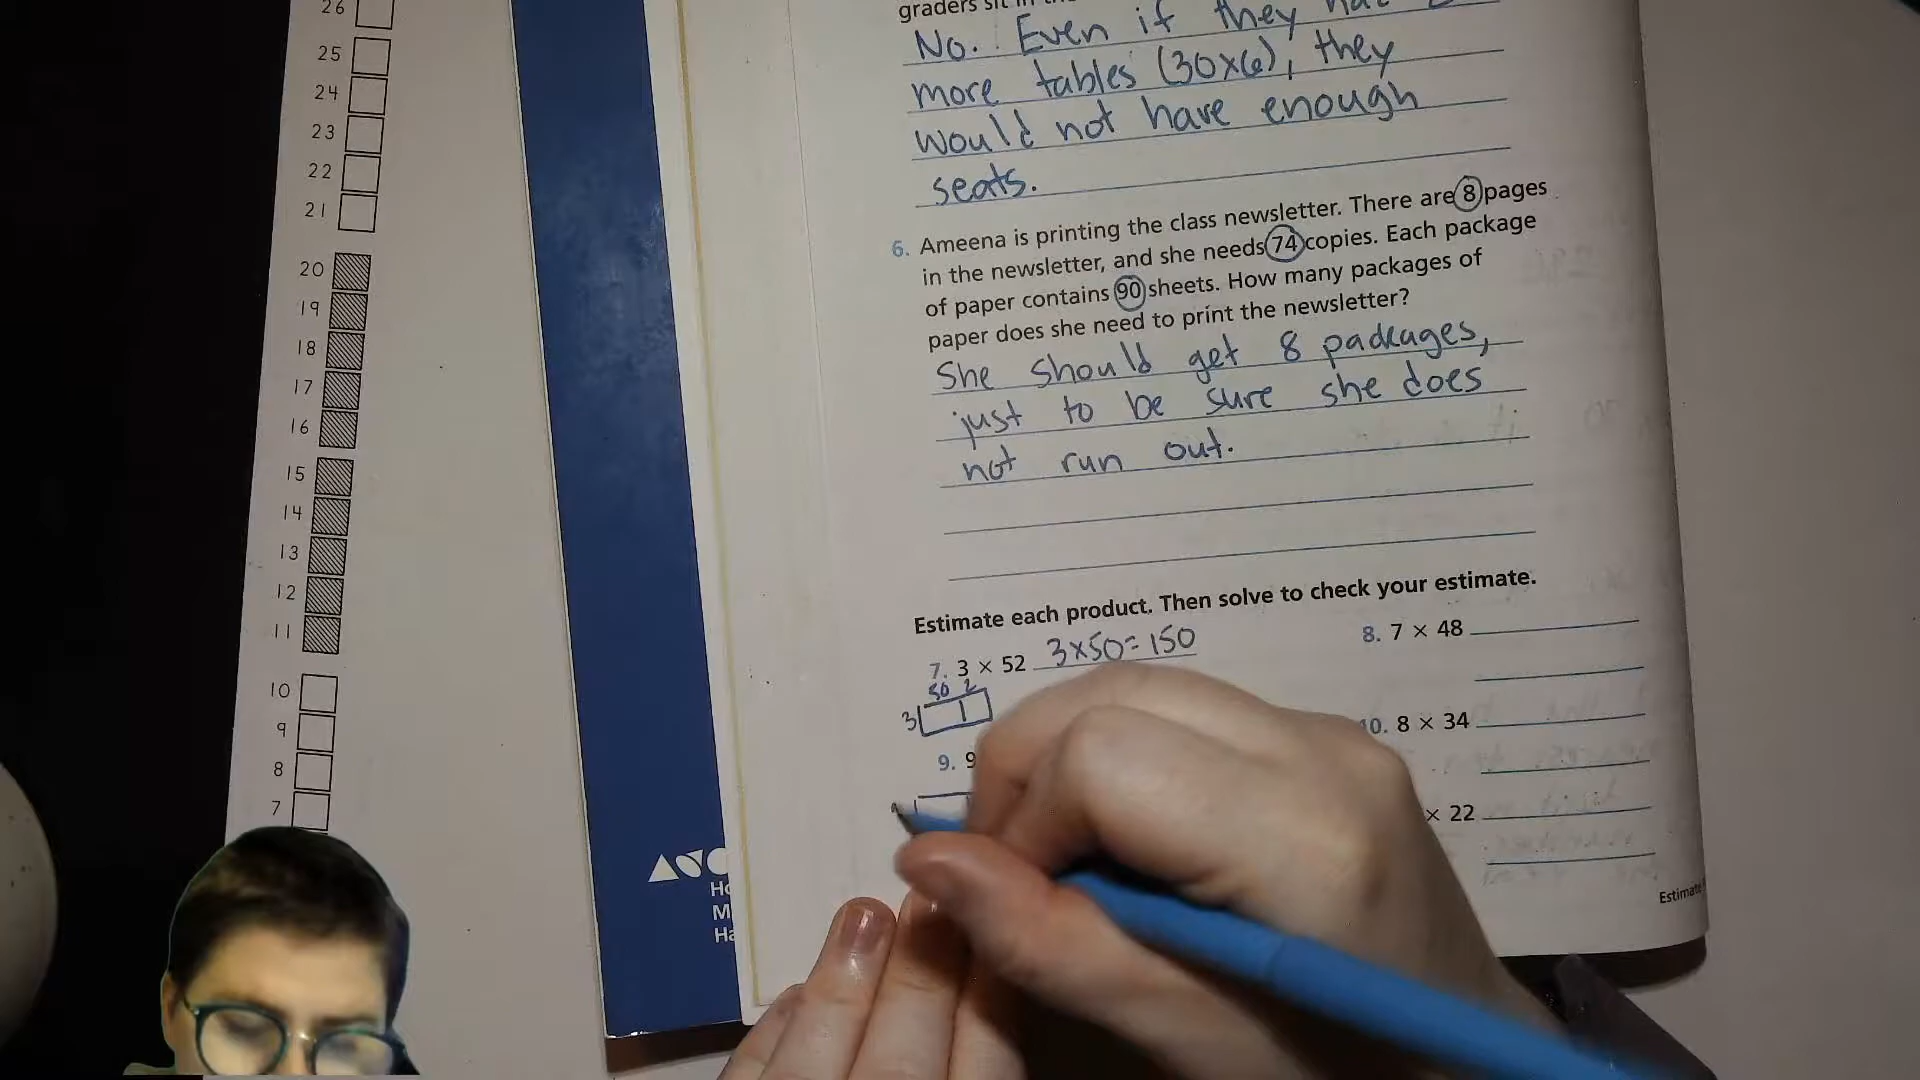 26
25
24
23
22
21
20
19
18
17
16
15
14
13
12
11
10
9
8
7
graders sit in
No. Even if they
more tables (30x6), they
would not have enough
seats.
6. Ameena is printing the class newsletter. There are 8 pages
in the newsletter, and she needs 74 copies. Each package
of paper contains 90 sheets. How many packages of
paper does she need to print the newsletter?
She should get 8 packages,
just to be sure she does
not run out.
Estimate each product. Then solve to check your estimate.
7. 3 × 52 3x50=150
50 2
3
8. 7 × 48
9. 9
10. 8 × 34
× 22
Estimate